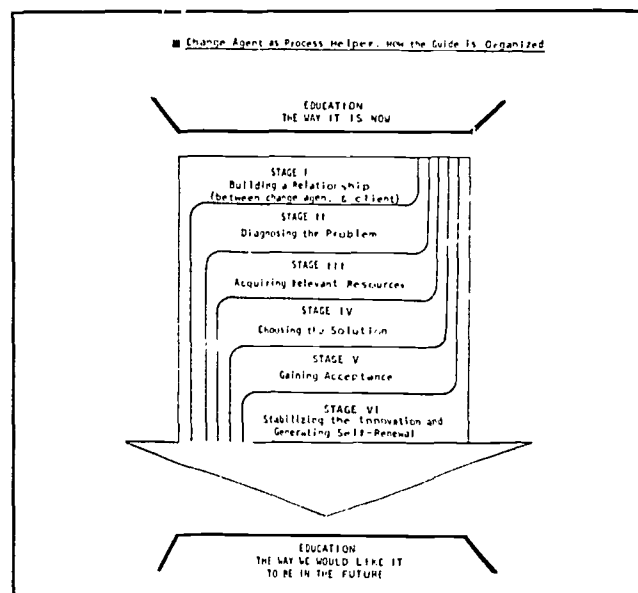 ■ Change Agent as Process Helper. How the Guide is Organized
EDUCATION
THE WAY IT IS NOW
STAGE I
Building a Relationship
(between change agen. & client)
STAGE II
Diagnosing the Problem
STAGE III
Acquiring Relevant Resources
STAGE IV
Choosing the Solution
STAGE V
Gaining Acceptance
STAGE VI
Stabilizing the Innovation and
Generating Self-Renewal
EDUCATION
THE WAY WE WOULD LIKE IT
TO BE IN THE FUTURE